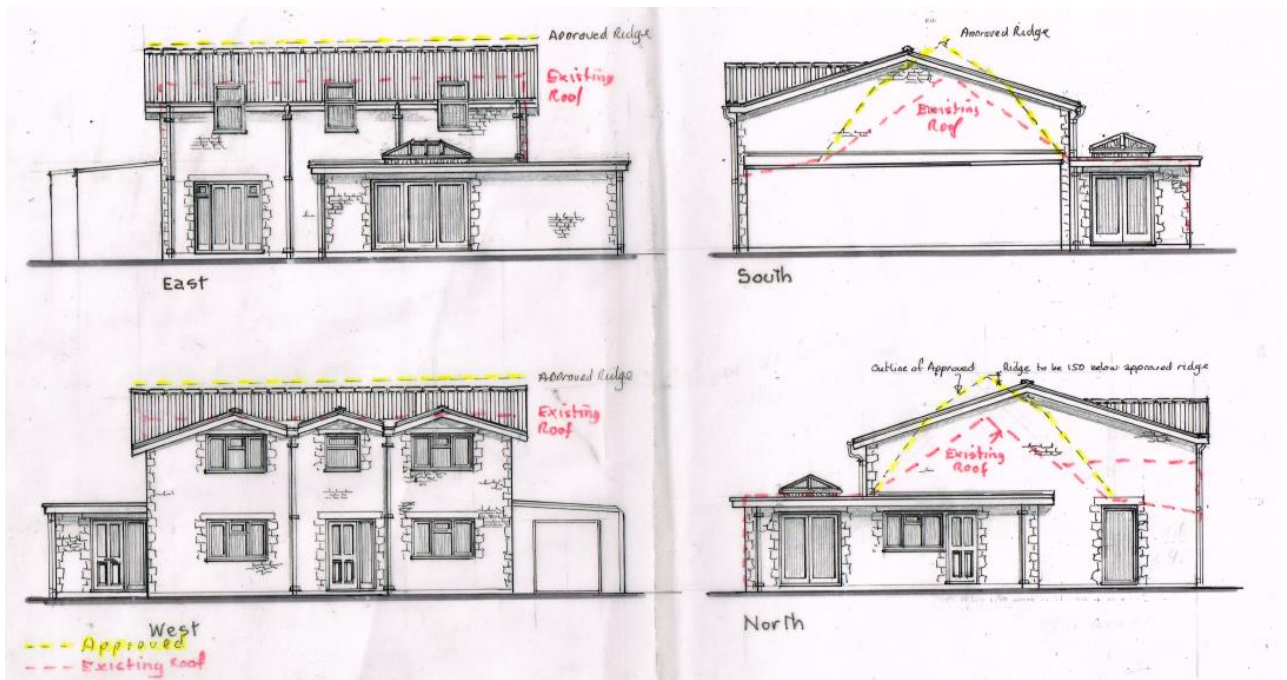 Approved Ridge
Existing
Roof
East
Approved Ridge
Existing
Roof
South
Approved Ridge
Existing
Roof
West
--- Approved
--- Existing Roof
Outline of Approved
Ridge to be 150 below approved ridge
Existing
Roof
North